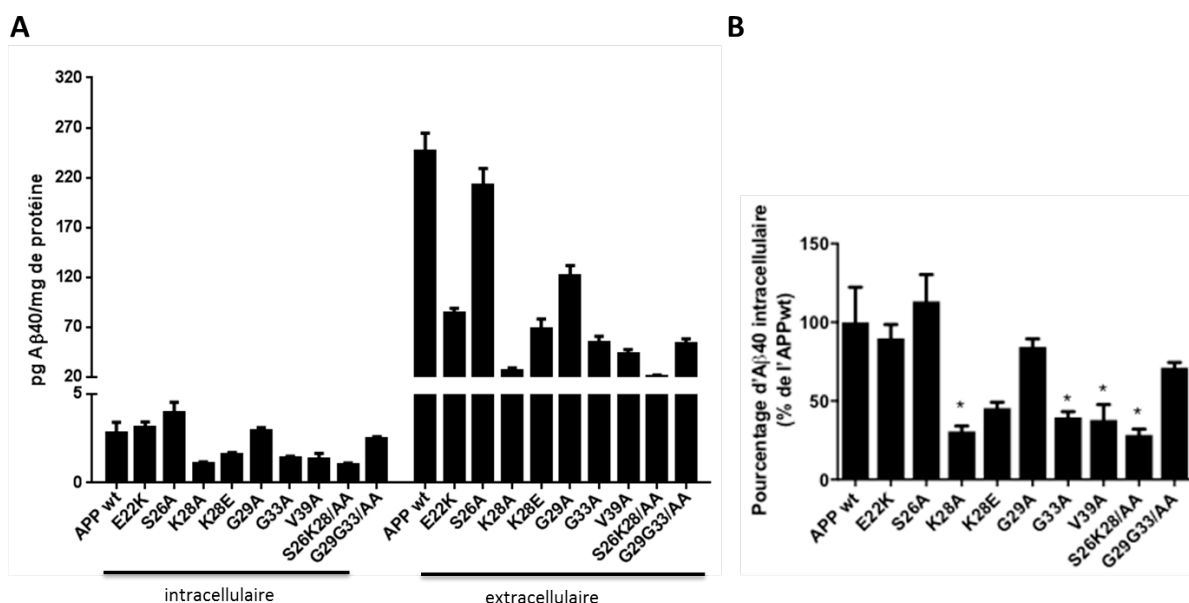 A
B
pg Aβ40/mg de protéine
320
270
220
170
120
70
20
5
0
APP wt
E22K
S26A
K28A
K28E
G29A
G33A
V39A
S26K28/AA
G29G33/AA
APP wt
E22K
S26A
K28A
K28E
G29A
G33A
V39A
S26K28/AA
G29G33/AA
intracellulaire
extracellulaire
Pourcentage d'Aβ40 intracellulaire
(% de l'APPwt)
150
100
50
0
*
*
*
*
APP wt
E22K
S26A
K28A
K28E
G29A
G33A
V39A
S26K28/AA
G29G33/AA